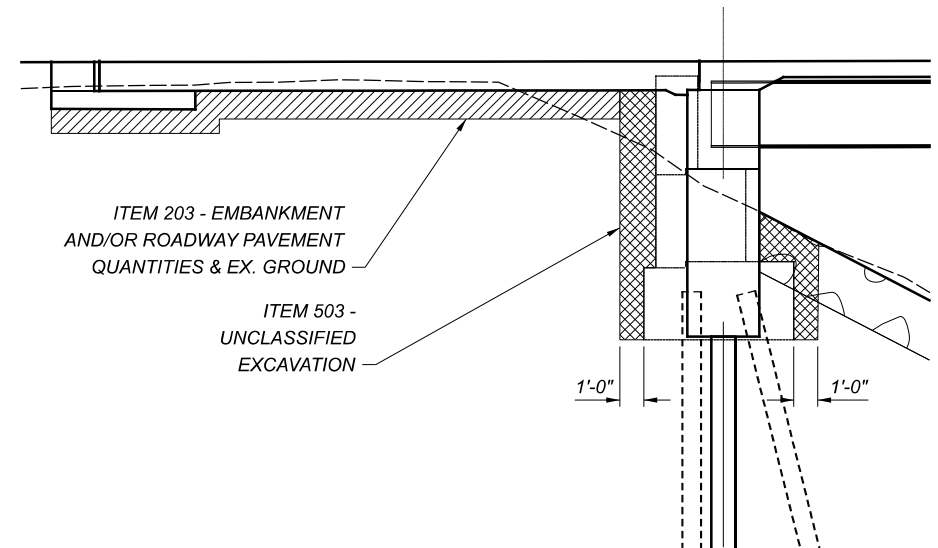 ITEM 203 - EMBANKMENT
AND/OR ROADWAY PAVEMENT
QUANTITIES & EX. GROUND
ITEM 503 -
UNCLASSIFIED
EXCAVATION
1'-0"
1'-0"